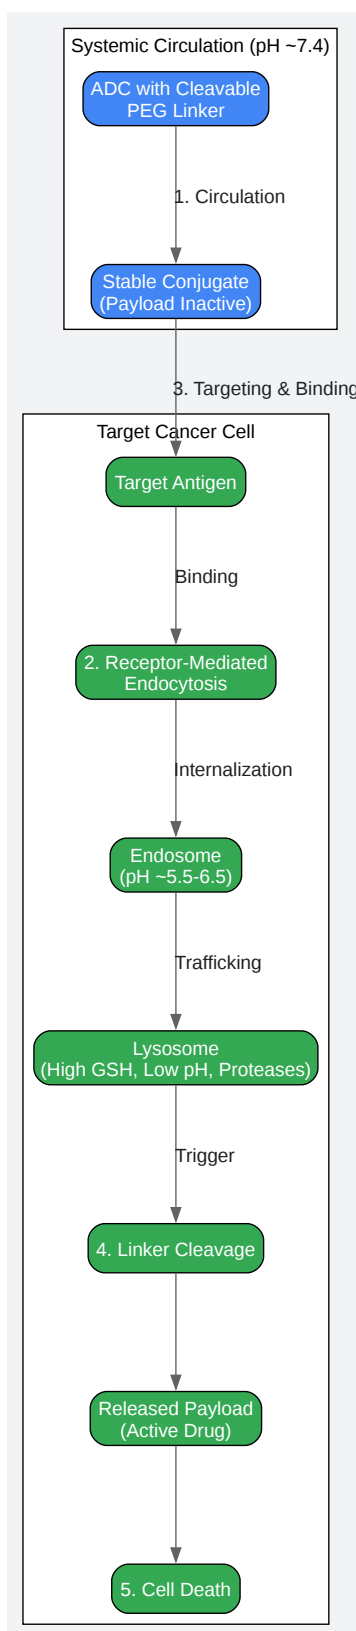 Systemic Circulation (pH ~7.4)
ADC with Cleavable
PEG Linker
1. Circulation
Stable Conjugate
(Payload Inactive)
3. Targeting & Binding
Target Cancer Cell
Target Antigen
Binding
2. Receptor-Mediated
Endocytosis
Internalization
Endosome
(pH ~5.5-6.5)
Trafficking
Lysosome
(High GSH, Low pH, Proteases)
Trigger
4. Linker Cleavage
Released Payload
(Active Drug)
5. Cell Death